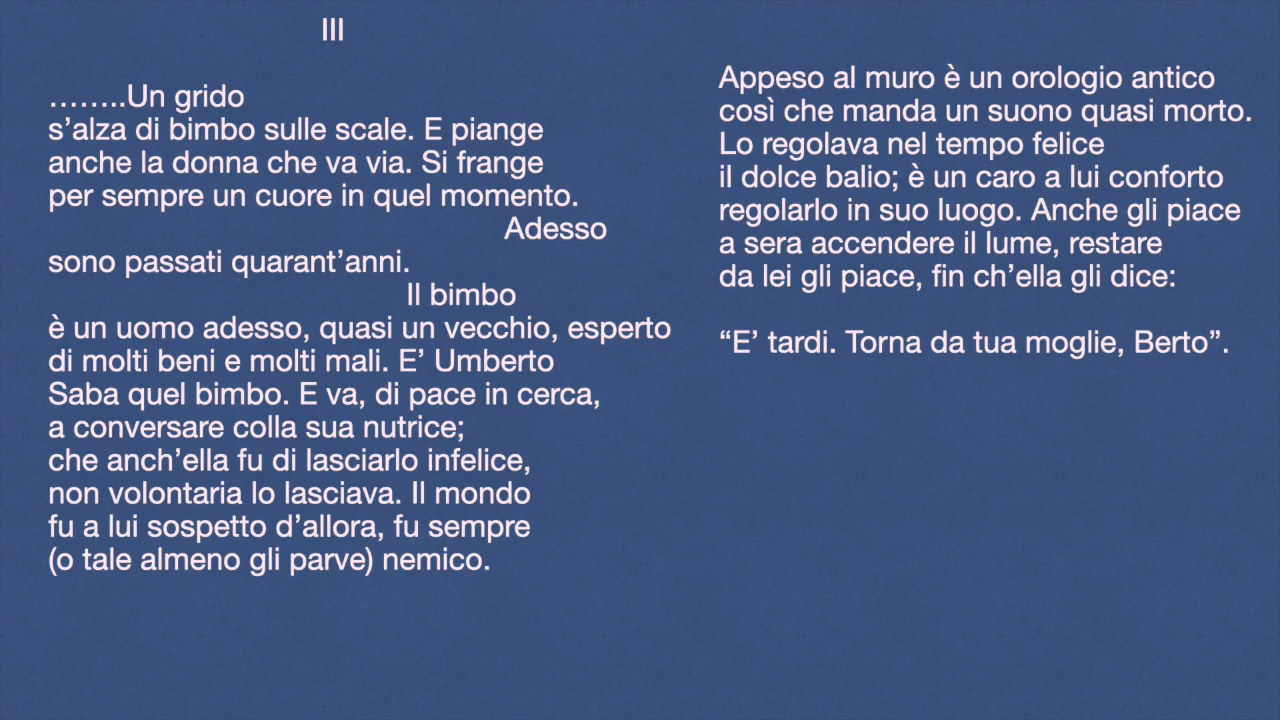 III
……..Un grido
s’alza di bimbo sulle scale. E piange
anche la donna che va via. Si frange
per sempre un cuore in quel momento.
Adesso
sono passati quarant’anni.
Il bimbo
è un uomo adesso, quasi un vecchio, esperto
di molti beni e molti mali. E’ Umberto
Saba quel bimbo. E va, di pace in cerca,
a conversare colla sua nutrice;
che anch’ella fu di lasciarlo infelice,
non volontaria lo lasciava. Il mondo
fu a lui sospetto d’allora, fu sempre
(o tale almeno gli parve) nemico.
Appeso al muro è un orologio antico
così che manda un suono quasi morto.
Lo regolava nel tempo felice
il dolce balio; è un caro a lui conforto
regolarlo in suo luogo. Anche gli piace
a sera accendere il lume, restare
da lei gli piace, fin ch’ella gli dice:
“E’ tardi. Torna da tua moglie, Berto”.